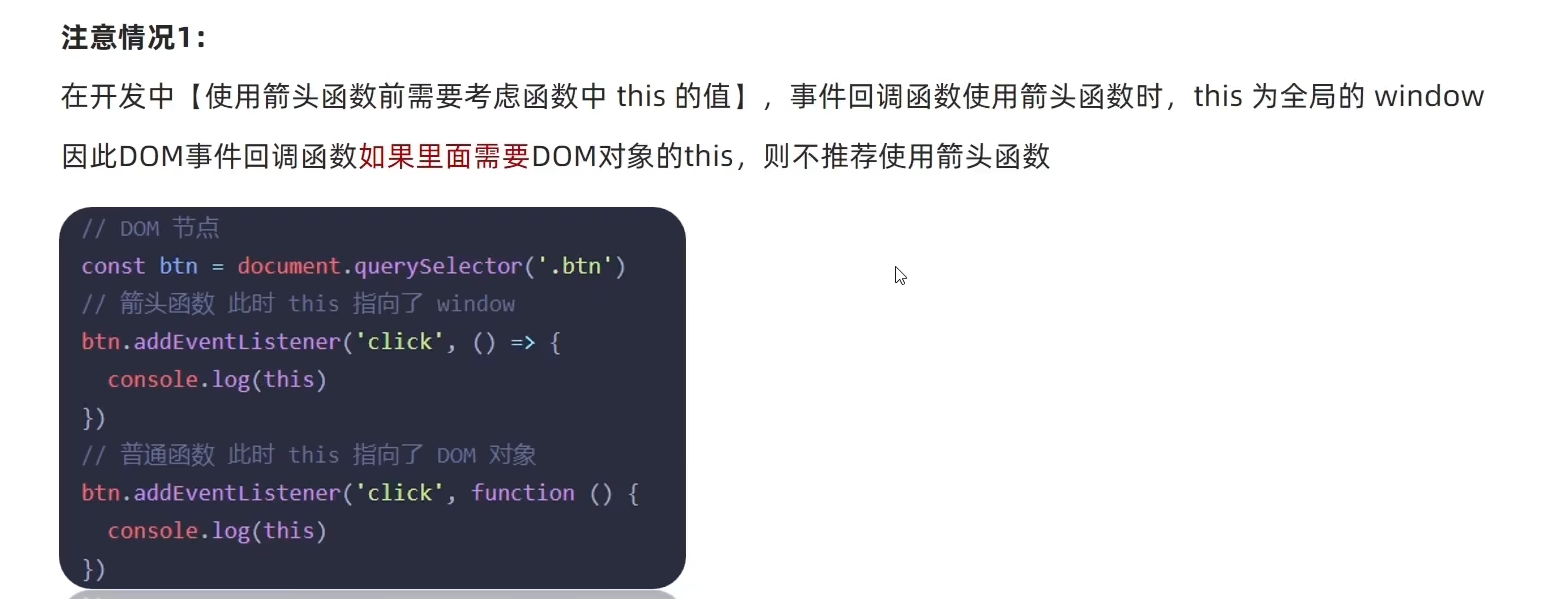 注意情况1：
在开发中【使用箭头函数前需要考虑函数中 this 的值】，事件回调函数使用箭头函数时，this 为全局的 window
因此DOM事件回调函数如果里面需要DOM对象的this，则不推荐使用箭头函数
// DOM 节点
const btn = document.querySelector('.btn')
// 箭头函数 此时 this 指向了 window
btn.addEventListener('click', () => {
  console.log(this)
})
// 普通函数 此时 this 指向了 DOM 对象
btn.addEventListener('click', function () {
  console.log(this)
})